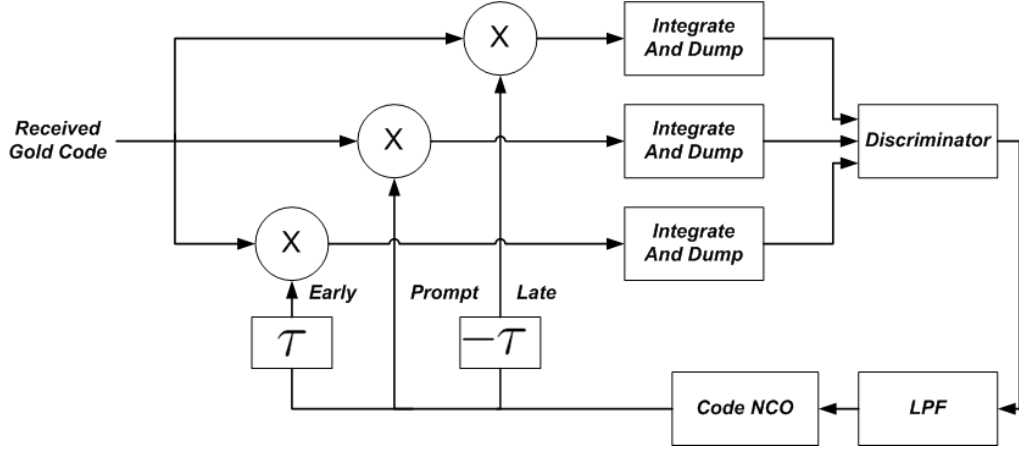 X
Integrate
And Dump
Received
Gold Code
X
Integrate
And Dump
Discriminator
X
Integrate
And Dump
Early
Prompt
Late
τ
−τ
Code NCO
LPF